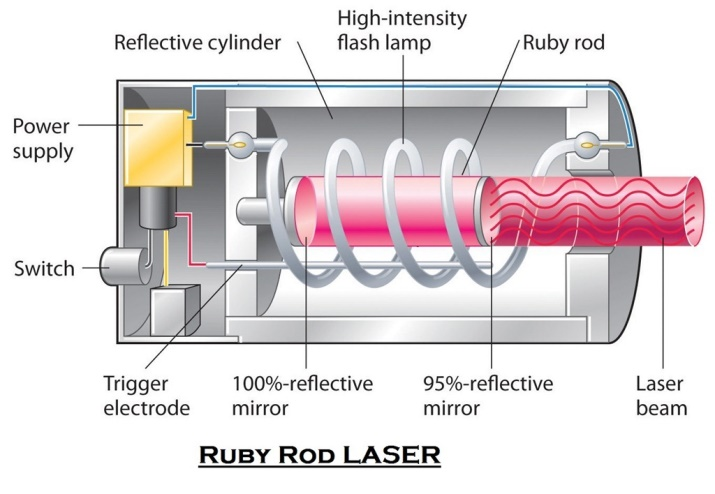 High-intensity
flash lamp
Reflective cylinder
Ruby rod
Power
supply
Switch
Trigger
electrode
100%-reflective
mirror
95%-reflective
mirror
Laser
beam
RUBY ROD LASER